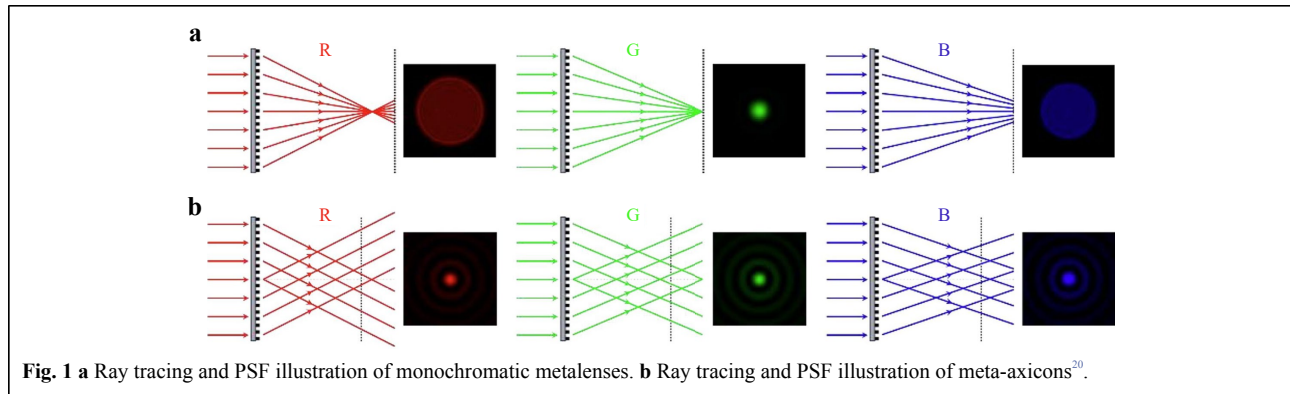 a
R G B
b
R G B
Fig. 1 a Ray tracing and PSF illustration of monochromatic metalenses. b Ray tracing and PSF illustration of meta-axicons20.